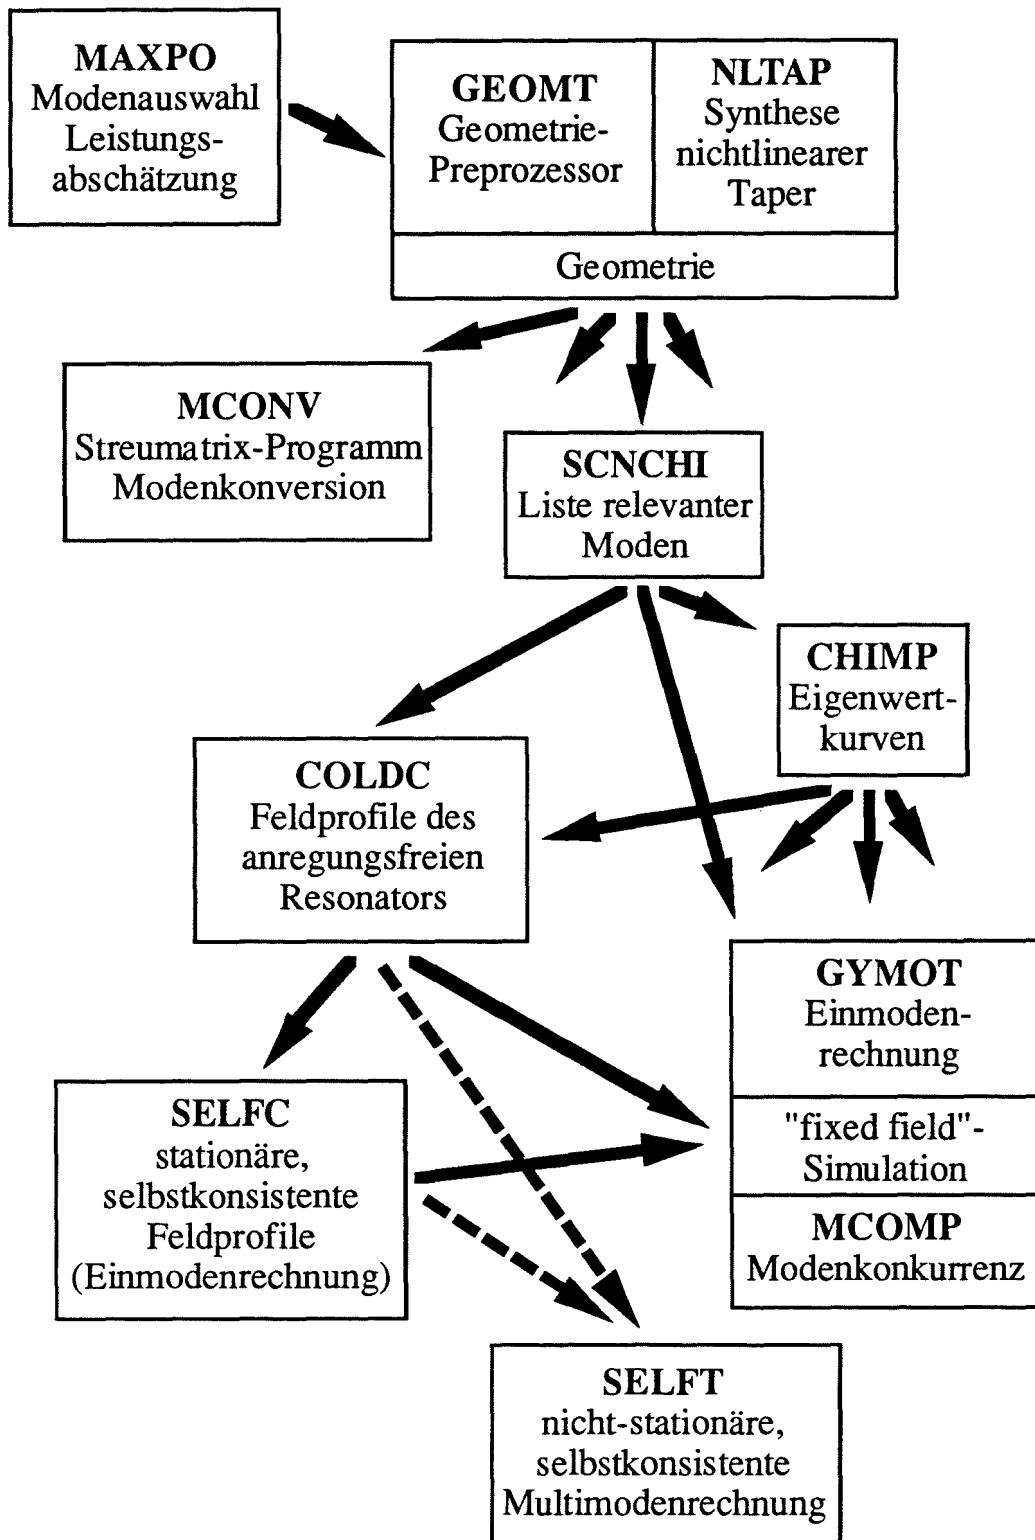 MAXPO
Modenauswahl
Leistungs-
abschätzung
GEOMT
Geometrie-
Preprozessor
NLTAP
Synthese
nichtlinearer
Taper
Geometrie
MCONV
Streumatrix-Programm
Modenkonversion
SCNCHI
Liste relevanter
Moden
CHIMP
Eigenwert-
kurven
COLDC
Feldprofile des
anregungsfreien
Resonators
GYMOT
Einmoden-
rechnung
"fixed field"-
Simulation
MCOMP
Modenkonkurrenz
SELFC
stationäre,
selbstkonsistente
Feldprofile
(Einmodenrechnung)
SELFT
nicht-stationäre,
selbstkonsistente
Multimodenrechnung